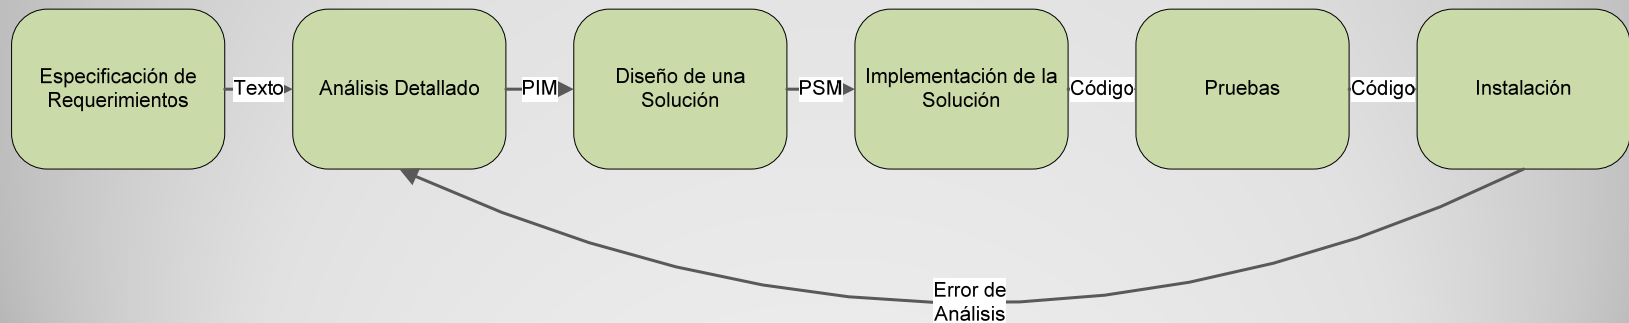 Especificación de
Requerimientos
Texto
Análisis Detallado
PIM
Diseño de una
Solución
PSM
Implementación de la
Solución
Código
Pruebas
Código
Instalación
Error de
Análisis